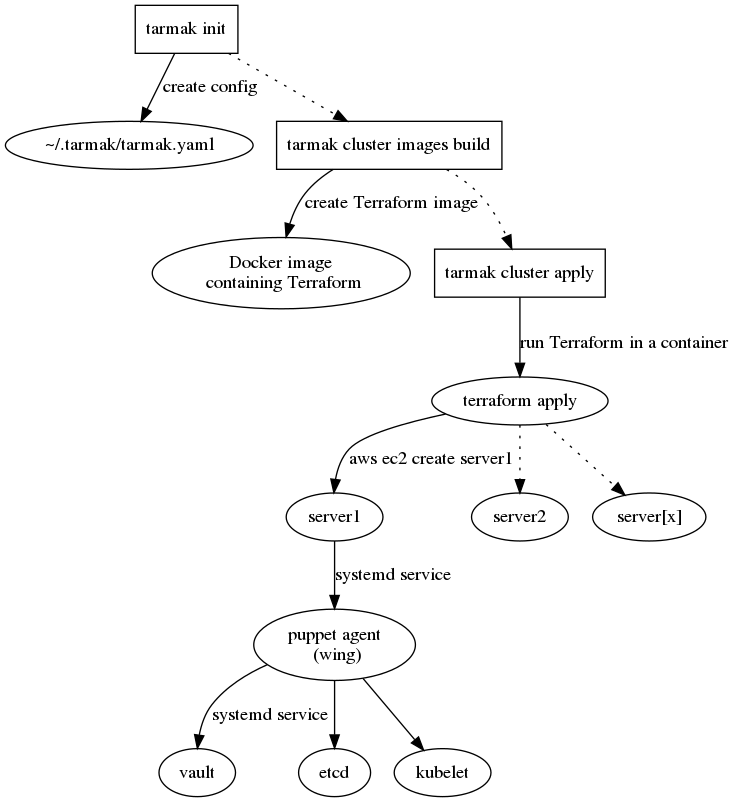 tarmak init
create config
~/.tarmak/tarmak.yaml
tarmak cluster images build
create Terraform image
Docker image
containing Terraform
tarmak cluster apply
run Terraform in a container
terraform apply
aws ec2 create server1
server1
server2
server[x]
systemd service
puppet agent
(wing)
systemd service
vault
etcd
kubelet